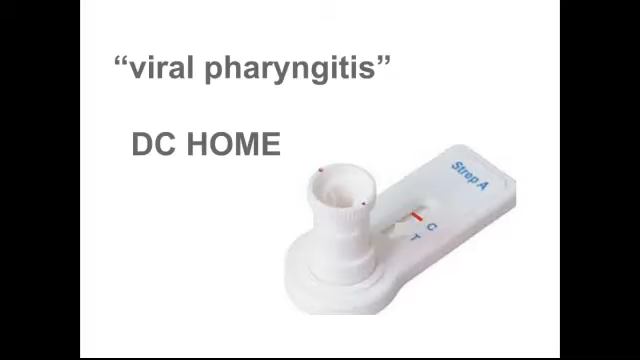 “viral pharyngitis”
DC HOME
Strep A
C
T